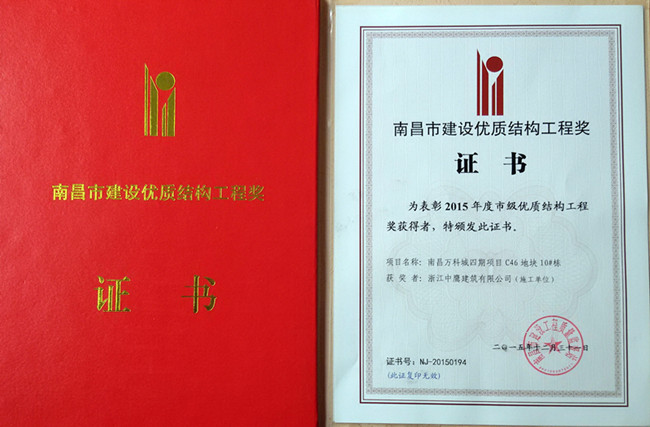 南昌市建设优质结构工程奖
证书
南昌市建设优质结构工程奖
证书
为表彰2015年度市级优质结构工程
奖获得者，特颁发此证书。
项目名称：南昌万科城四期项目C46地块10#栋
获奖者：浙江中鹰建筑有限公司（施工单位）
二〇一五年十二月三十一日
证书号：NJ-20150194
(此证复印无效)